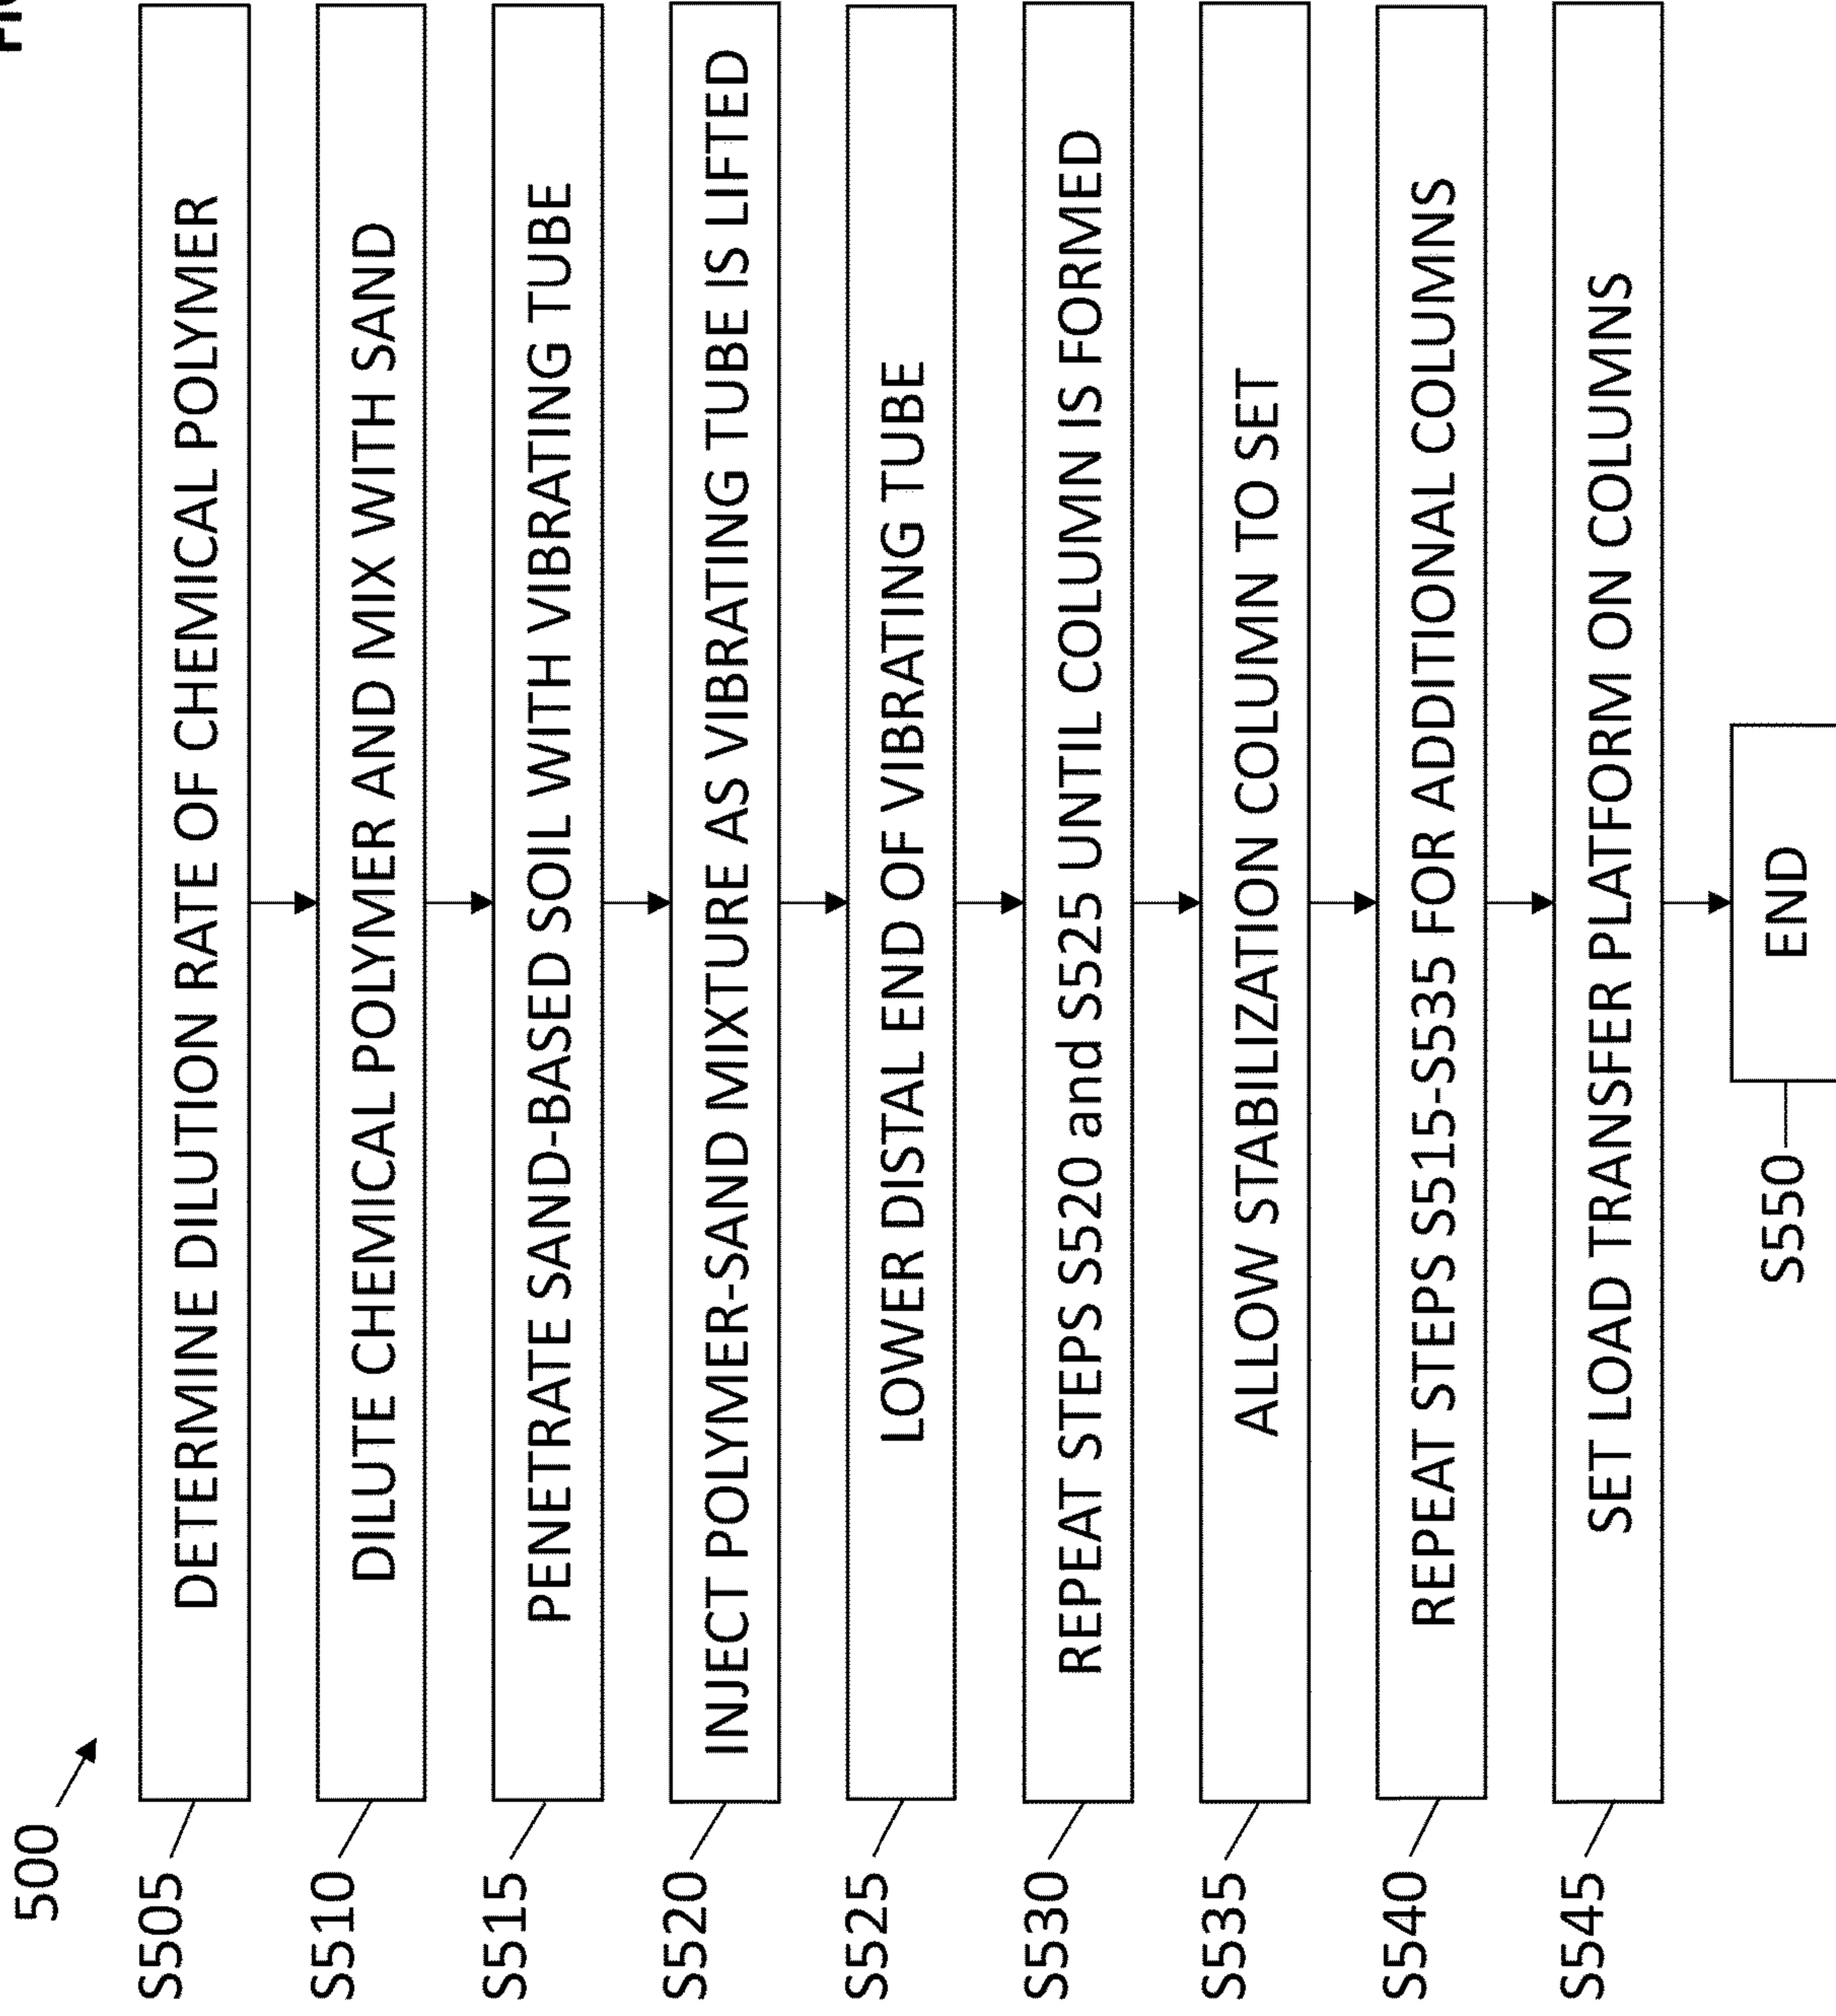 500
S505
DETERMINE DILUTION RATE OF CHEMICAL POLYMER
S510
DILUTE CHEMICAL POLYMER AND MIX WITH SAND
S515
PENETRATE SAND-BASED SOIL WITH VIBRATING TUBE
S520
INJECT POLYMER-SAND MIXTURE AS VIBRATING TUBE IS LIFTED
S525
LOWER DISTAL END OF VIBRATING TUBE
S530
REPEAT STEPS S520 and S525 UNTIL COLUMN IS FORMED
S535
ALLOW STABILIZATION COLUMN TO SET
S540
REPEAT STEPS S515-S535 FOR ADDITIONAL COLUMNS
S545
SET LOAD TRANSFER PLATFORM ON COLUMNS
S550
END